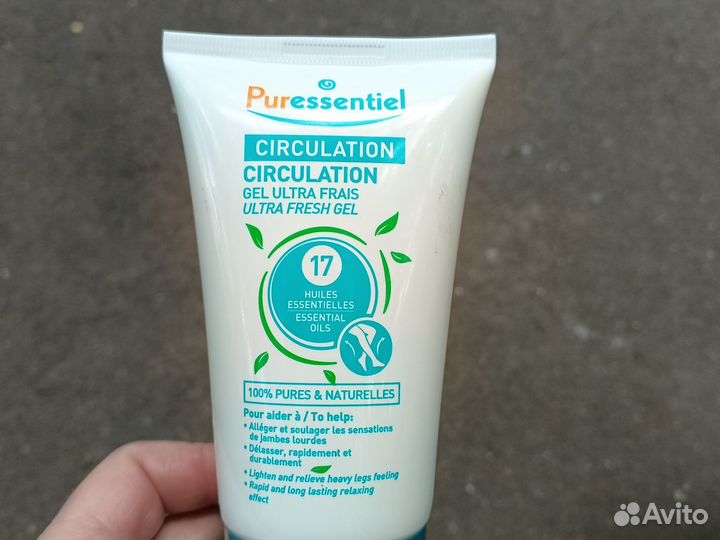 Puressentiel
CIRCULATION
CIRCULATION
GEL ULTRA FRAIS
ULTRA FRESH GEL
17
HUILES
ESSENTIELLES
ESSENTIAL
OILS
100% PURES & NATURELLES
Pour aider à / To help:
• Alléger et soulager les sensations
de jambes lourdes
• Délasser, rapidement et
durablement
• Lighten and relieve heavy legs feeling
• Rapid and long lasting relaxing
effect
Avito